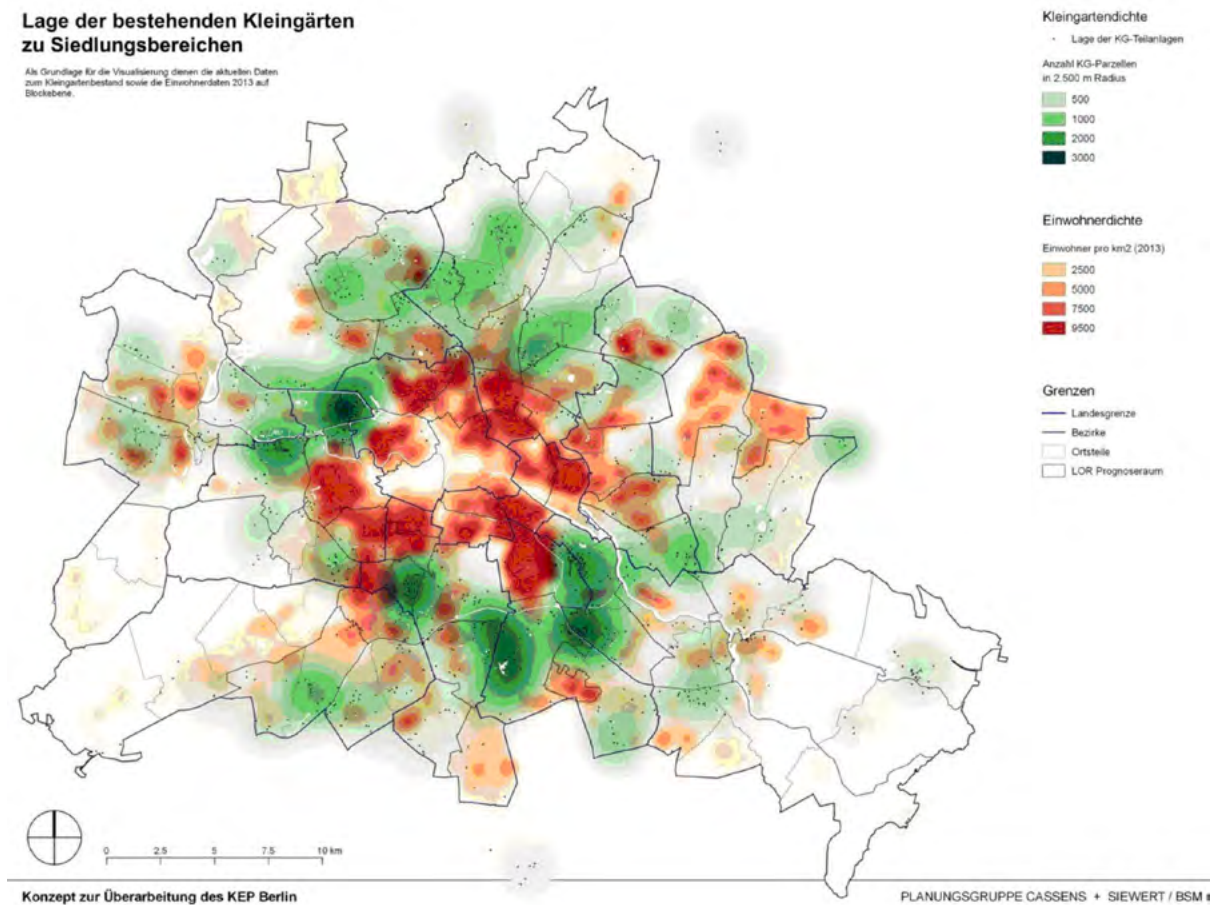 Lage der bestehenden Kleingärten
zu Siedlungsbereichen
Als Grundlage für die Visualisierung dienen die aktuellen Daten
zum Kleingartenbestand sowie die Einwohnerdaten 2013 auf
Blockebene.
Kleingartendichte
Lage der KG-Teilanlagen
Anzahl KG-Parzellen
in 2.500 m Radius
500
1000
2000
3000
Einwohnerdichte
Einwohner pro km2 (2013)
2500
5000
7500
9500
Grenzen
Landesgrenze
Bezirke
Ortsteile
LOR Prognoseraum
0 2.5 5 7.5 10 km
Konzept zur Überarbeitung des KEP Berlin
PLANUNGSGRUPPE CASSENS + SIEWERT / BSM